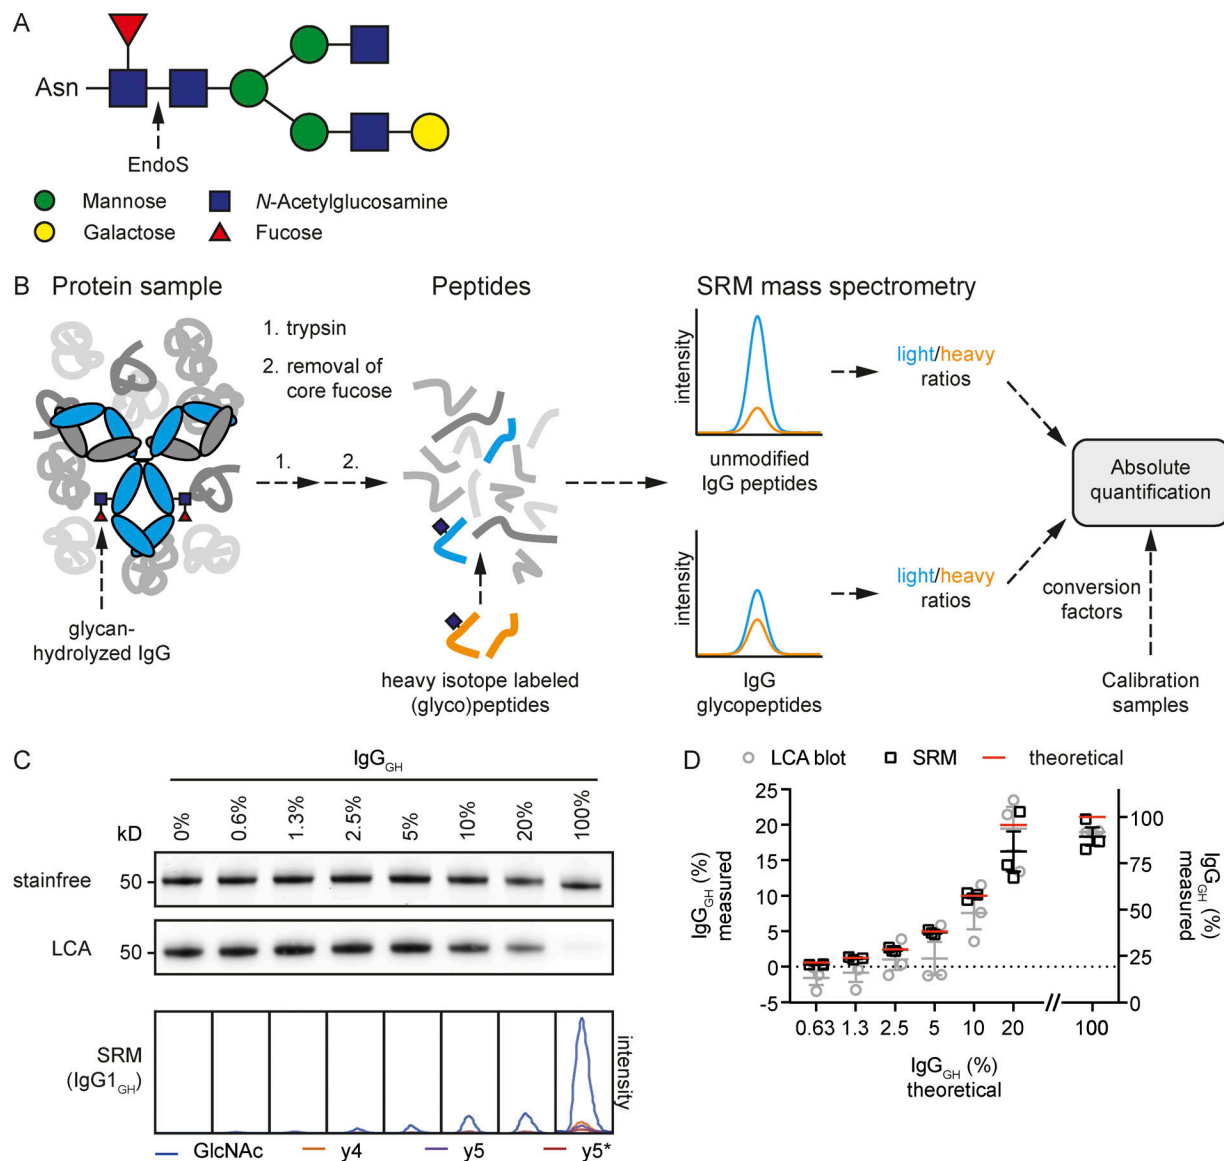 A
Asn
EndoS
Mannose
N-Acetylglucosamine
Galactose
Fucose
B
Protein sample
Peptides
SRM mass spectrometry
1. trypsin
2. removal of
core fucose
1.
2.
glycan-
hydrolyzed IgG
heavy isotope labeled
(glyco)peptides
intensity
unmodified
IgG peptides
light/heavy
ratios
intensity
IgG
glycopeptides
light/heavy
ratios
Absolute
quantification
conversion
factors
Calibration
samples
C
IgG_GH
kD
0%
0.6%
1.3%
2.5%
5%
10%
20%
100%
stainfree
50
LCA
50
SRM
(IgG1_GH)
intensity
GlcNAc
y4
y5
y5*
D
LCA blot
SRM
theoretical
IgG_GH (%)
measured
25
20
15
10
5
0
-5
100
75
50
25
0
IgG_GH (%)
measured
0.63
1.3
2.5
5
10
20
100
IgG_GH (%)
theoretical